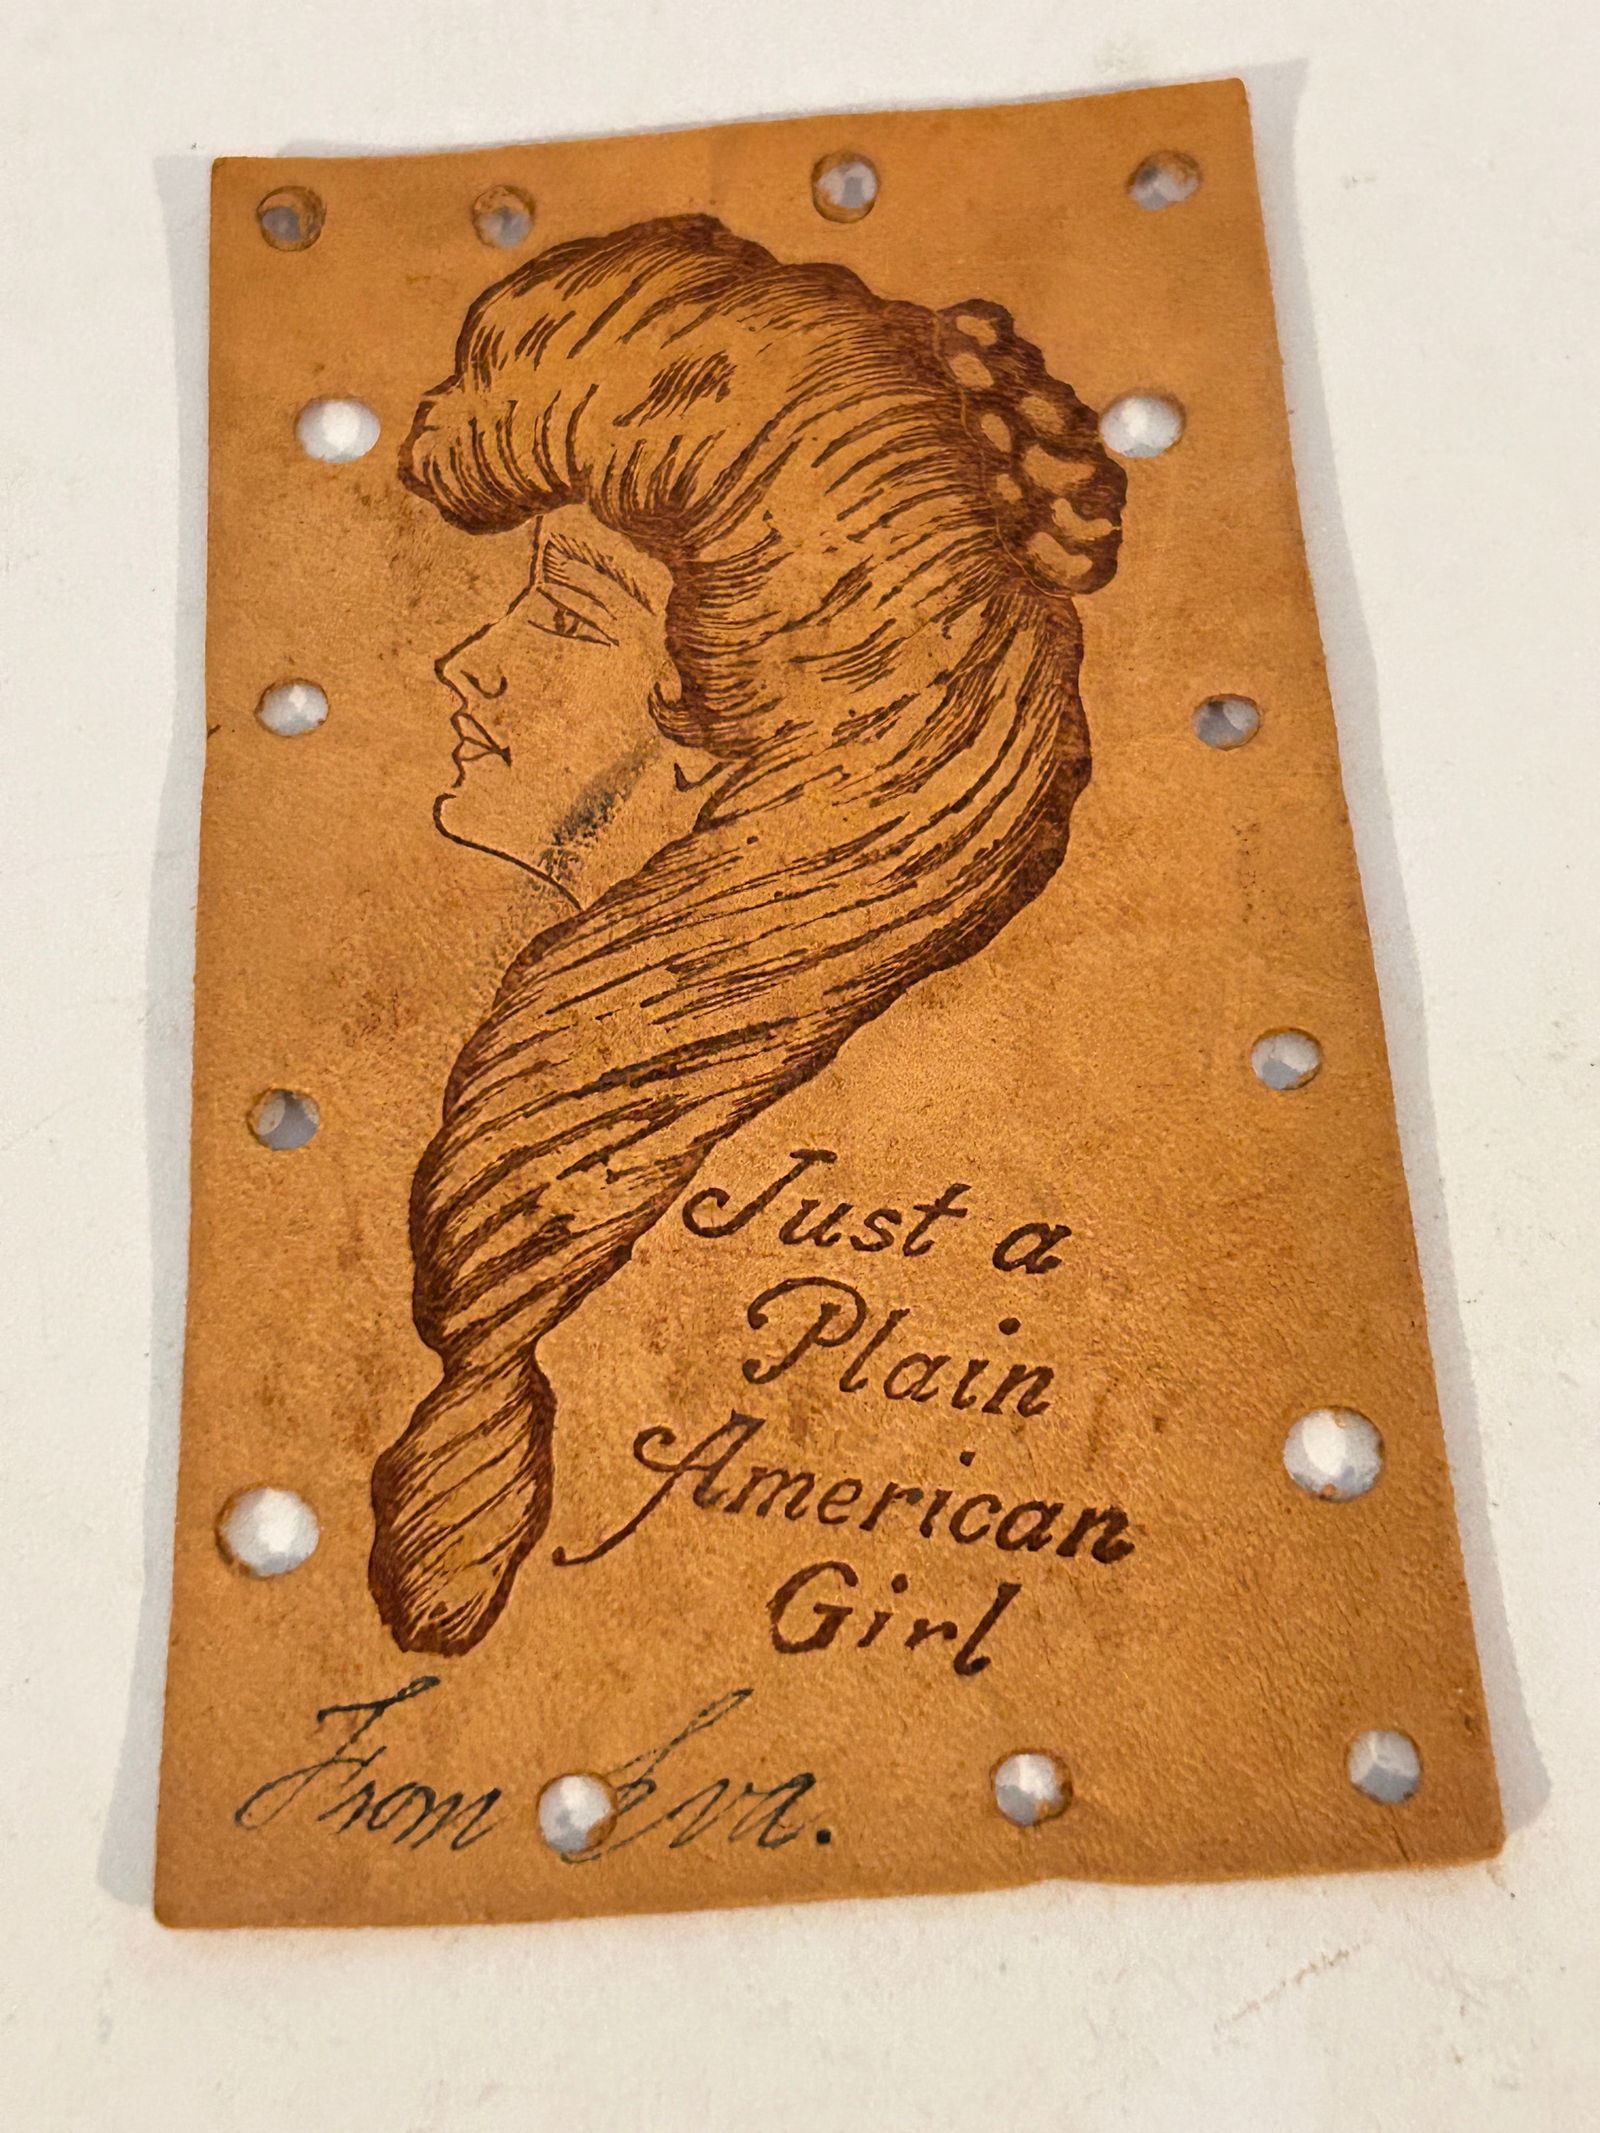 Just a
Plain
American
Girl
From Eva.